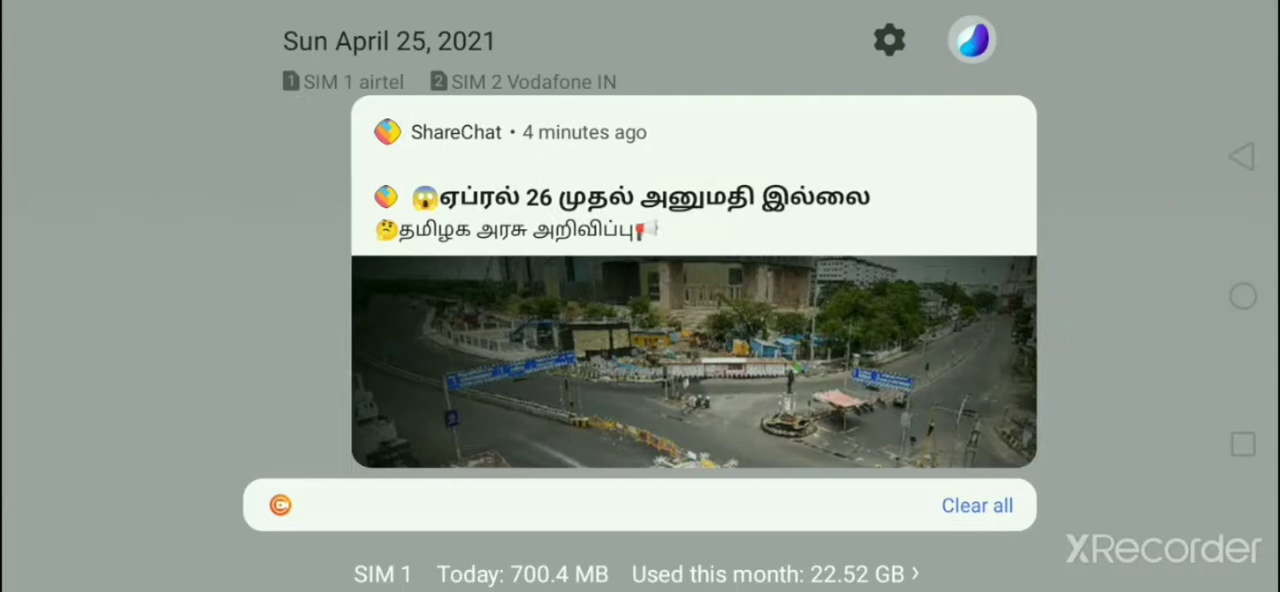 Sun April 25, 2021
1 SIM 1 airtel 2 SIM 2 Vodafone IN
ShareChat • 4 minutes ago
😱ஏப்ரல் 26 முதல் அனுமதி இல்லை
🤔தமிழக அரசு அறிவிப்பு📢
Clear all
XRecorder
SIM 1 Today: 700.4 MB Used this month: 22.52 GB ›